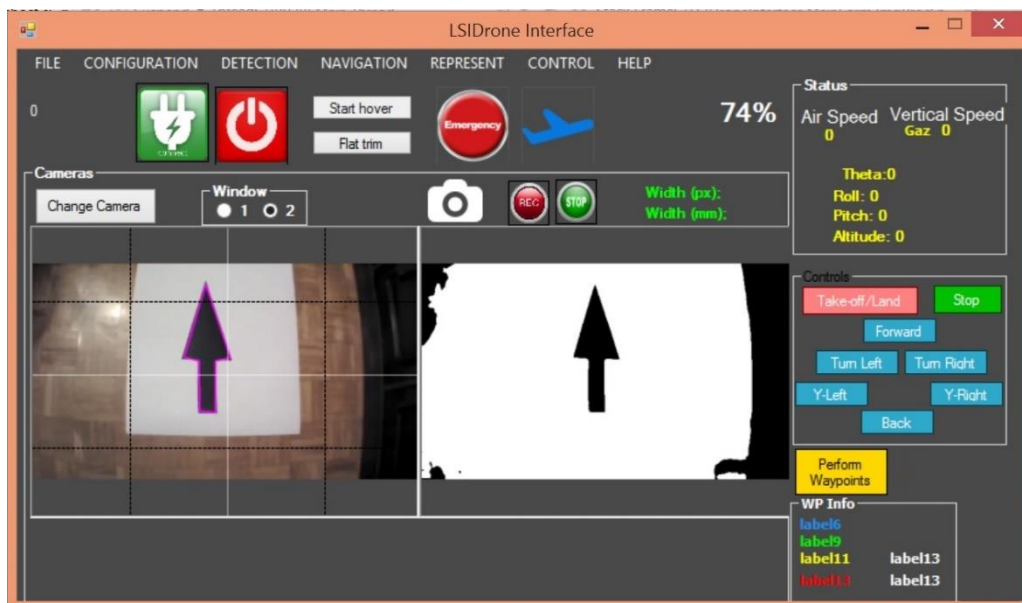 LSIDrone Interface
FILE CONFIGURATION DETECTION NAVIGATION REPRESENT CONTROL HELP
0
Start hover
Flat trim
Emergency
74%
Status
Air Speed Vertical Speed
0 Gaz 0
Theta:0
Roll: 0
Pitch: 0
Altitude: 0
Cameras
Change Camera
Window
1 2
REC
STOP
Width (px);
Width (mm);
Controls
Take-off/Land Stop
Forward
Turn Left Turn Right
Y-Left Y-Right
Back
Perform
Waypoints
WP Info
label6
label9
label11 label13
label13 label13